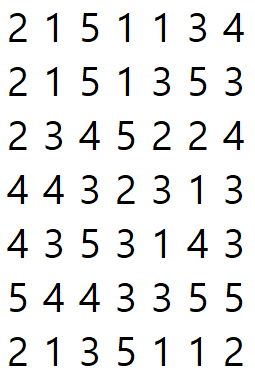 2 1 5 1 1 3 4
2 1 5 1 3 5 3
2 3 4 5 2 2 4
4 4 3 2 3 1 3
4 3 5 3 1 4 3
5 4 4 3 3 5 5
2 1 3 5 1 1 2